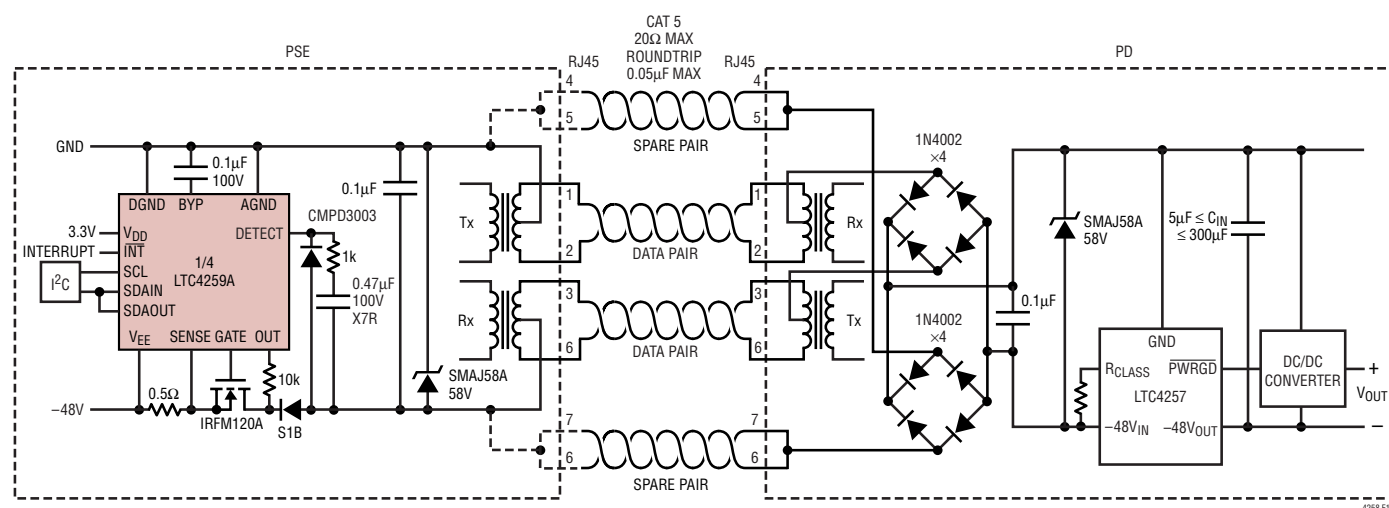 CAT 5
20Ω MAX
ROUNDTRIP
0.05µF MAX
PSE
PD
RJ45
RJ45
4
5
4
5
SPARE PAIR
GND
0.1µF
100V
DGND
BYP
AGND
CMPD3003
0.1µF
DETECT
1k
0.47µF
100V
X7R
3.3V
VDD
INTERRUPT
INT
I2C
SCL
SDAIN
SDAOUT
1/4
LTC4259A
VEE
SENSE
GATE
OUT
0.5Ω
10k
–48V
IRFM120A
S1B
SMAJ58A
58V
Tx
Rx
1
2
1
2
DATA PAIR
3
6
3
6
DATA PAIR
7
6
7
6
SPARE PAIR
Rx
Tx
1N4002
×4
1N4002
×4
0.1µF
SMAJ58A
58V
5µF ≤ CIN
≤ 300µF
GND
RCLASS
PWRGD
LTC4257
–48VIN
–48VOUT
DC/DC
CONVERTER
+
VOUT
–